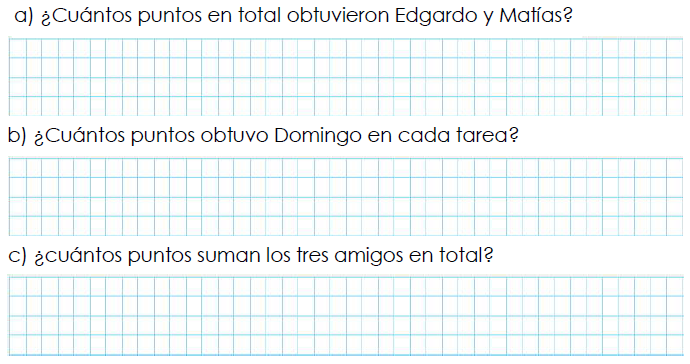 a) ¿Cuántos puntos en total obtuvieron Edgardo y Matías?
b) ¿Cuántos puntos obtuvo Domingo en cada tarea?
c) ¿cuántos puntos suman los tres amigos en total?